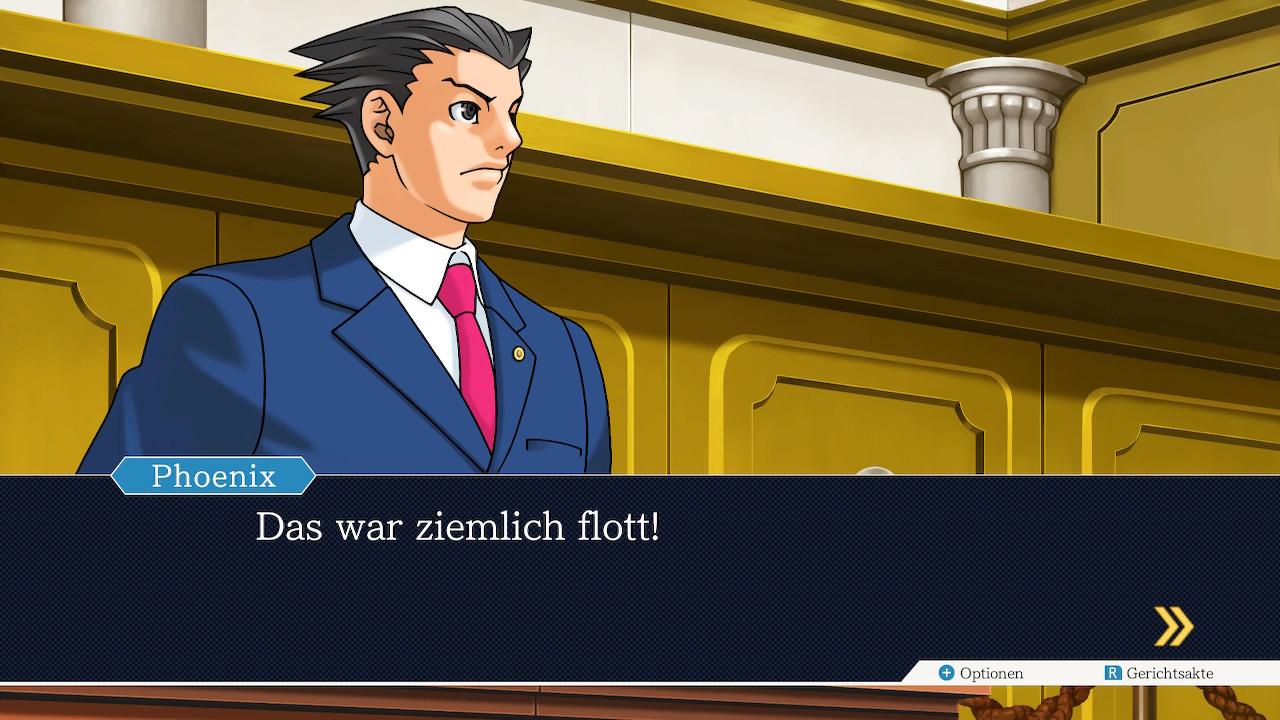 Phoenix
Das war ziemlich flott!
+ Optionen
R Gerichtsakte